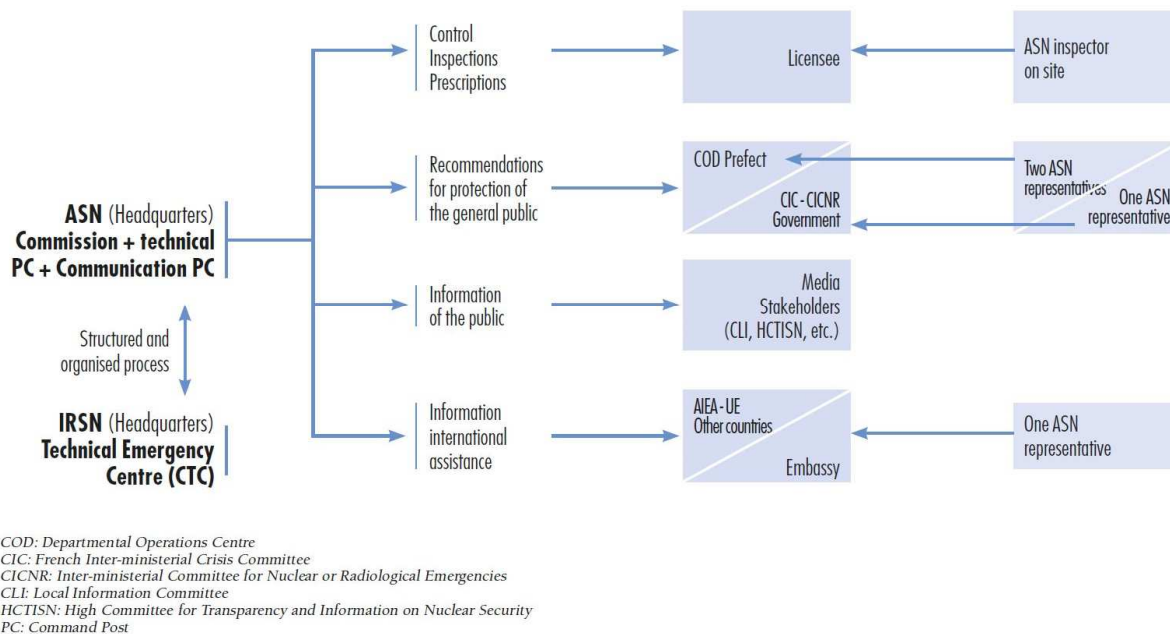 Control
Inspections
Prescriptions
Licensee
ASN inspector
on site
Recommendations
for protection of
the general public
COD Prefect
CIC - CICNR
Government
Two ASN
representatives
One ASN
representative
ASN (Headquarters)
Commission + technical
PC + Communication PC
Information
of the public
Media
Stakeholders
(CLI, HCTISN, etc.)
Structured and
organised process
IRSN (Headquarters)
Technical Emergency
Centre (CTC)
Information
international
assistance
AIEA - UE
Other countries
Embassy
One ASN
representative
COD: Departmental Operations Centre
CIC: French Inter-ministerial Crisis Committee
CICNR: Inter-ministerial Committee for Nuclear or Radiological Emergencies
CLI: Local Information Committee
HCTISN: High Committee for Transparency and Information on Nuclear Security
PC: Command Post